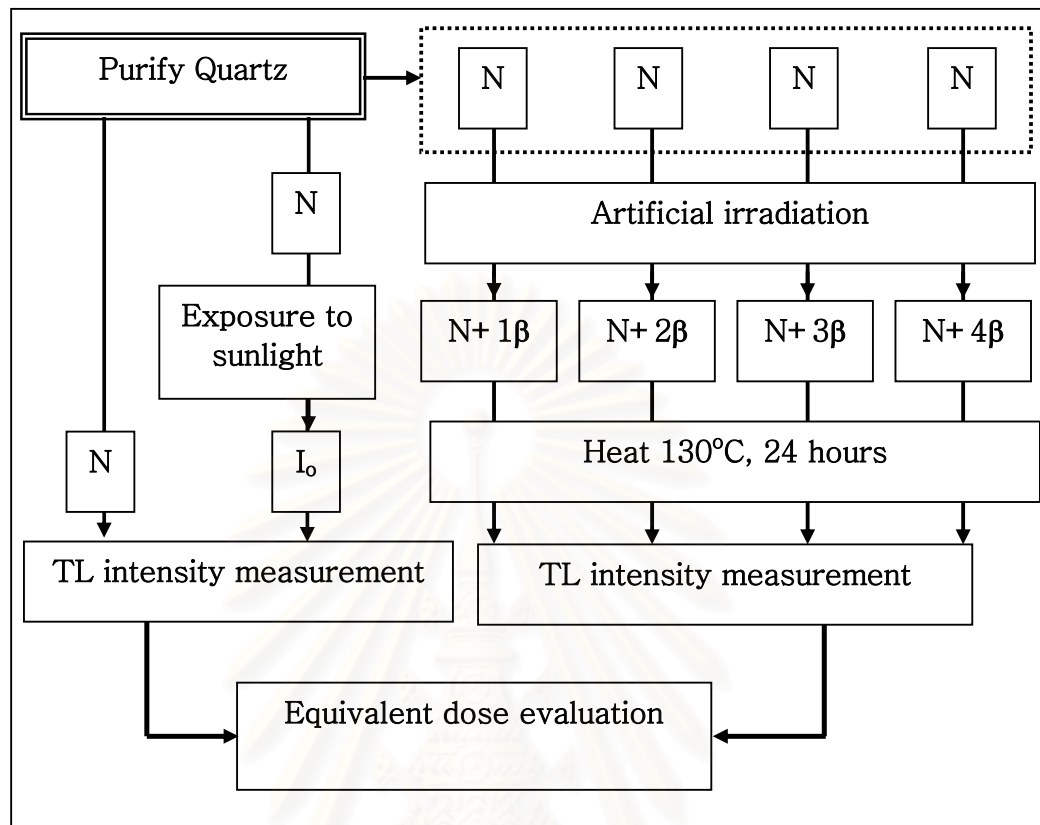 Purify Quartz
N
N
N
N
N
Artificial irradiation
Exposure to
sunlight
N+ 1β
N+ 2β
N+ 3β
N+ 4β
N
Iₒ
Heat 130ºC, 24 hours
TL intensity measurement
TL intensity measurement
Equivalent dose evaluation